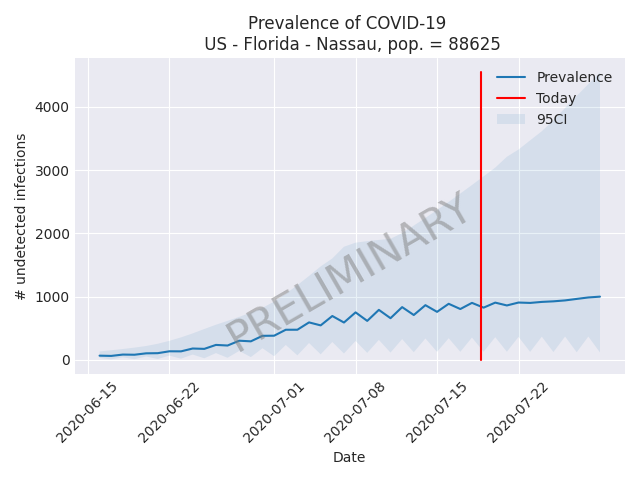 Prevalence of COVID-19
US - Florida - Nassau, pop. = 88625
# undetected infections
4000
3000
2000
1000
0
Prevalence
Today
95CI
PRELIMINARY
2020-06-15
2020-06-22
2020-07-01
2020-07-08
2020-07-15
2020-07-22
Date